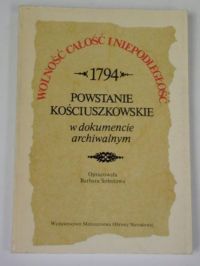 WOLNOŚĆ CAŁOŚĆ I NIEPODLEGŁOŚĆ
1794
POWSTANIE
KOŚCIUSZKOWSKIE
w dokumencie
archiwalnym
Opracowała
Barbara
Wydawnictwo Ministerstwa Obrony Narodowej